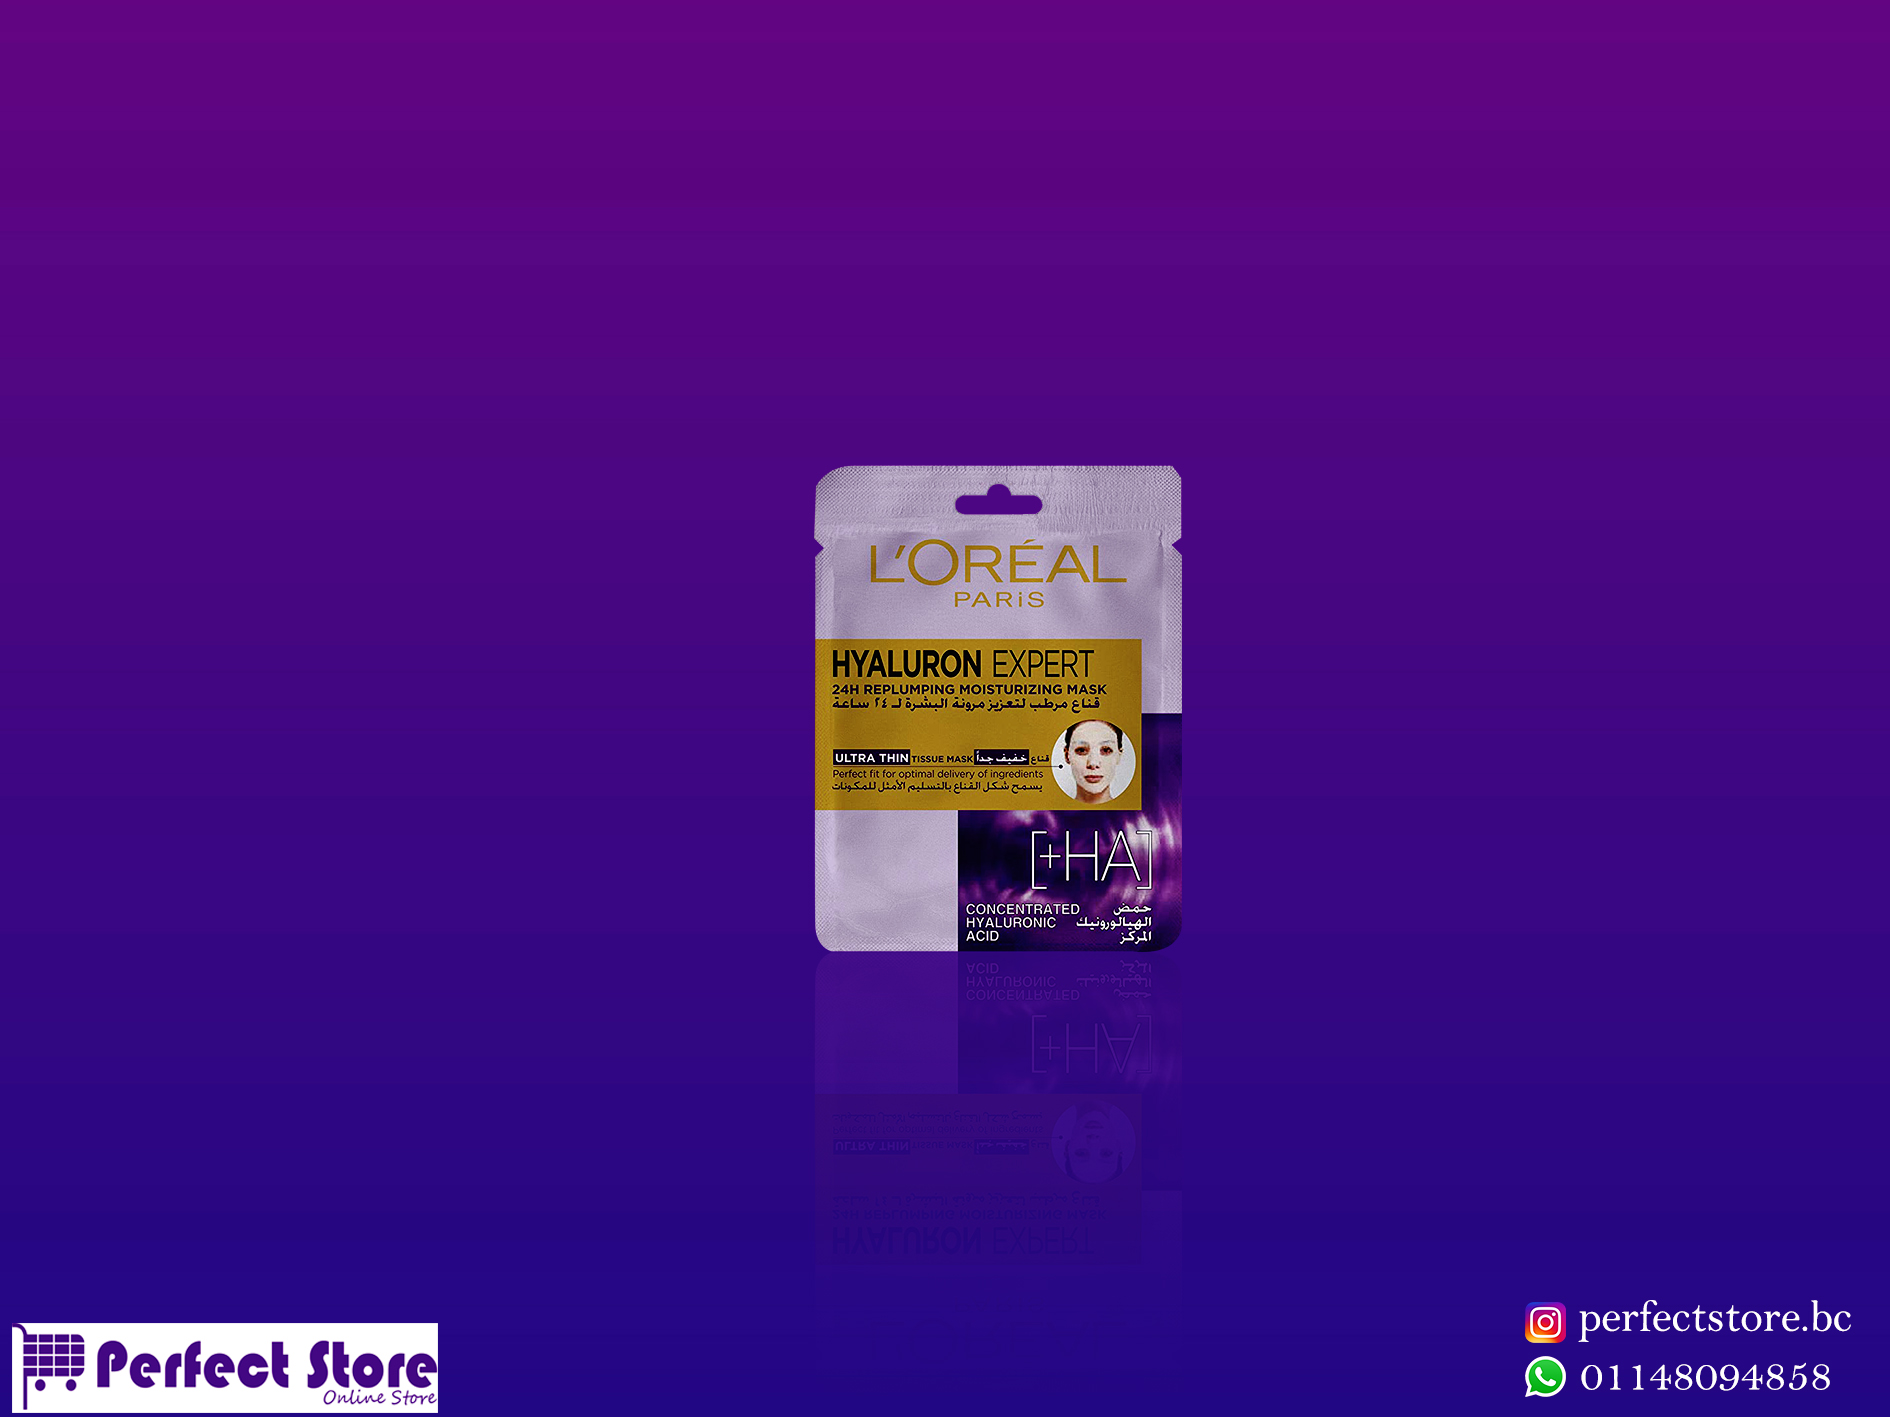 L'ORÉAL
PARiS
HYALURON EXPERT
24H REPLUMPING MOISTURIZING MASK
قناع مرطب لتعزيز مرونة البشرة لـ ٢٤ ساعة
ULTRA THIN TISSUE MASK قناع خفيف جداً
Perfect fit for optimal delivery of ingredients
يسمح شكل القناع بالتسليم الأمثل للمكونات
[+HA]
CONCENTRATED
HYALURONIC
ACID
حمض
الهيالورونيك
المركز
Perfect Store
Online Store
perfectstore.bc
01148094858